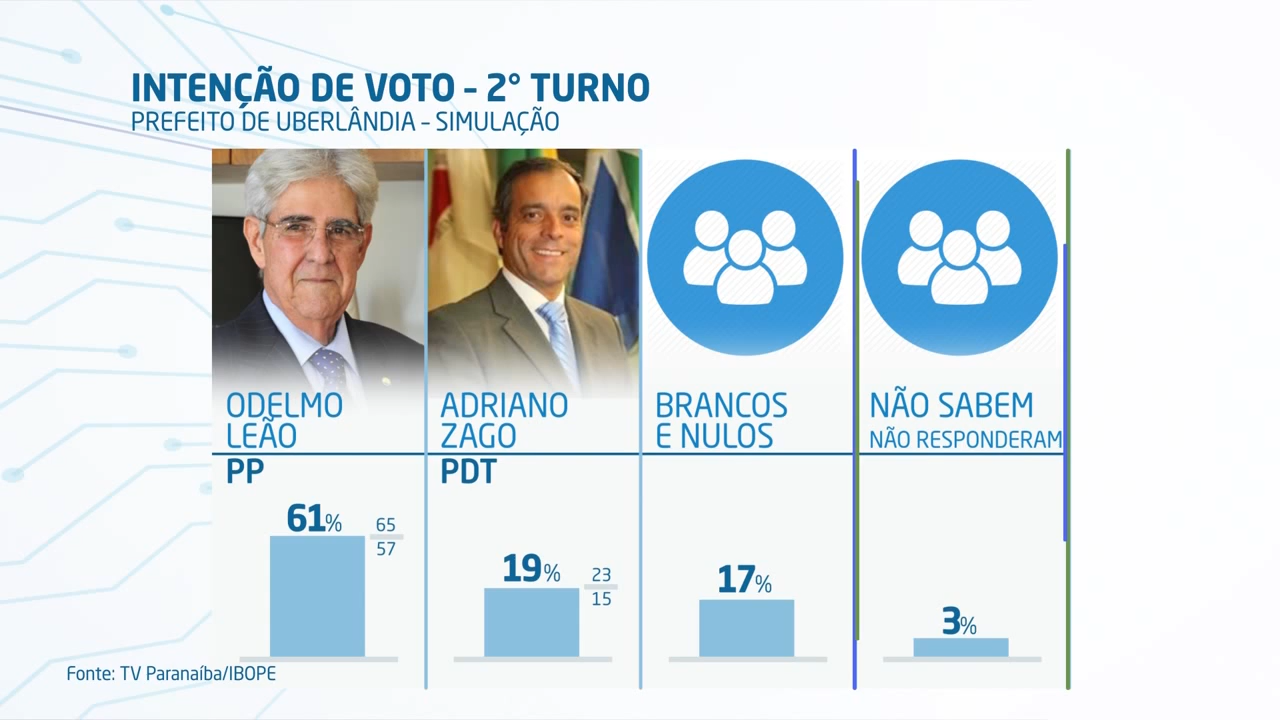 INTENÇÃO DE VOTO - 2° TURNO
PREFEITO DE UBERLÂNDIA - SIMULAÇÃO
ODELMO
LEÃO
PP
61%
65
57
ADRIANO
ZAGO
PDT
19%
23
15
BRANCOS
E NULOS
17%
NÃO SABEM
NÃO RESPONDERAM
3%
Fonte: TV Paranaíba/IBOPE